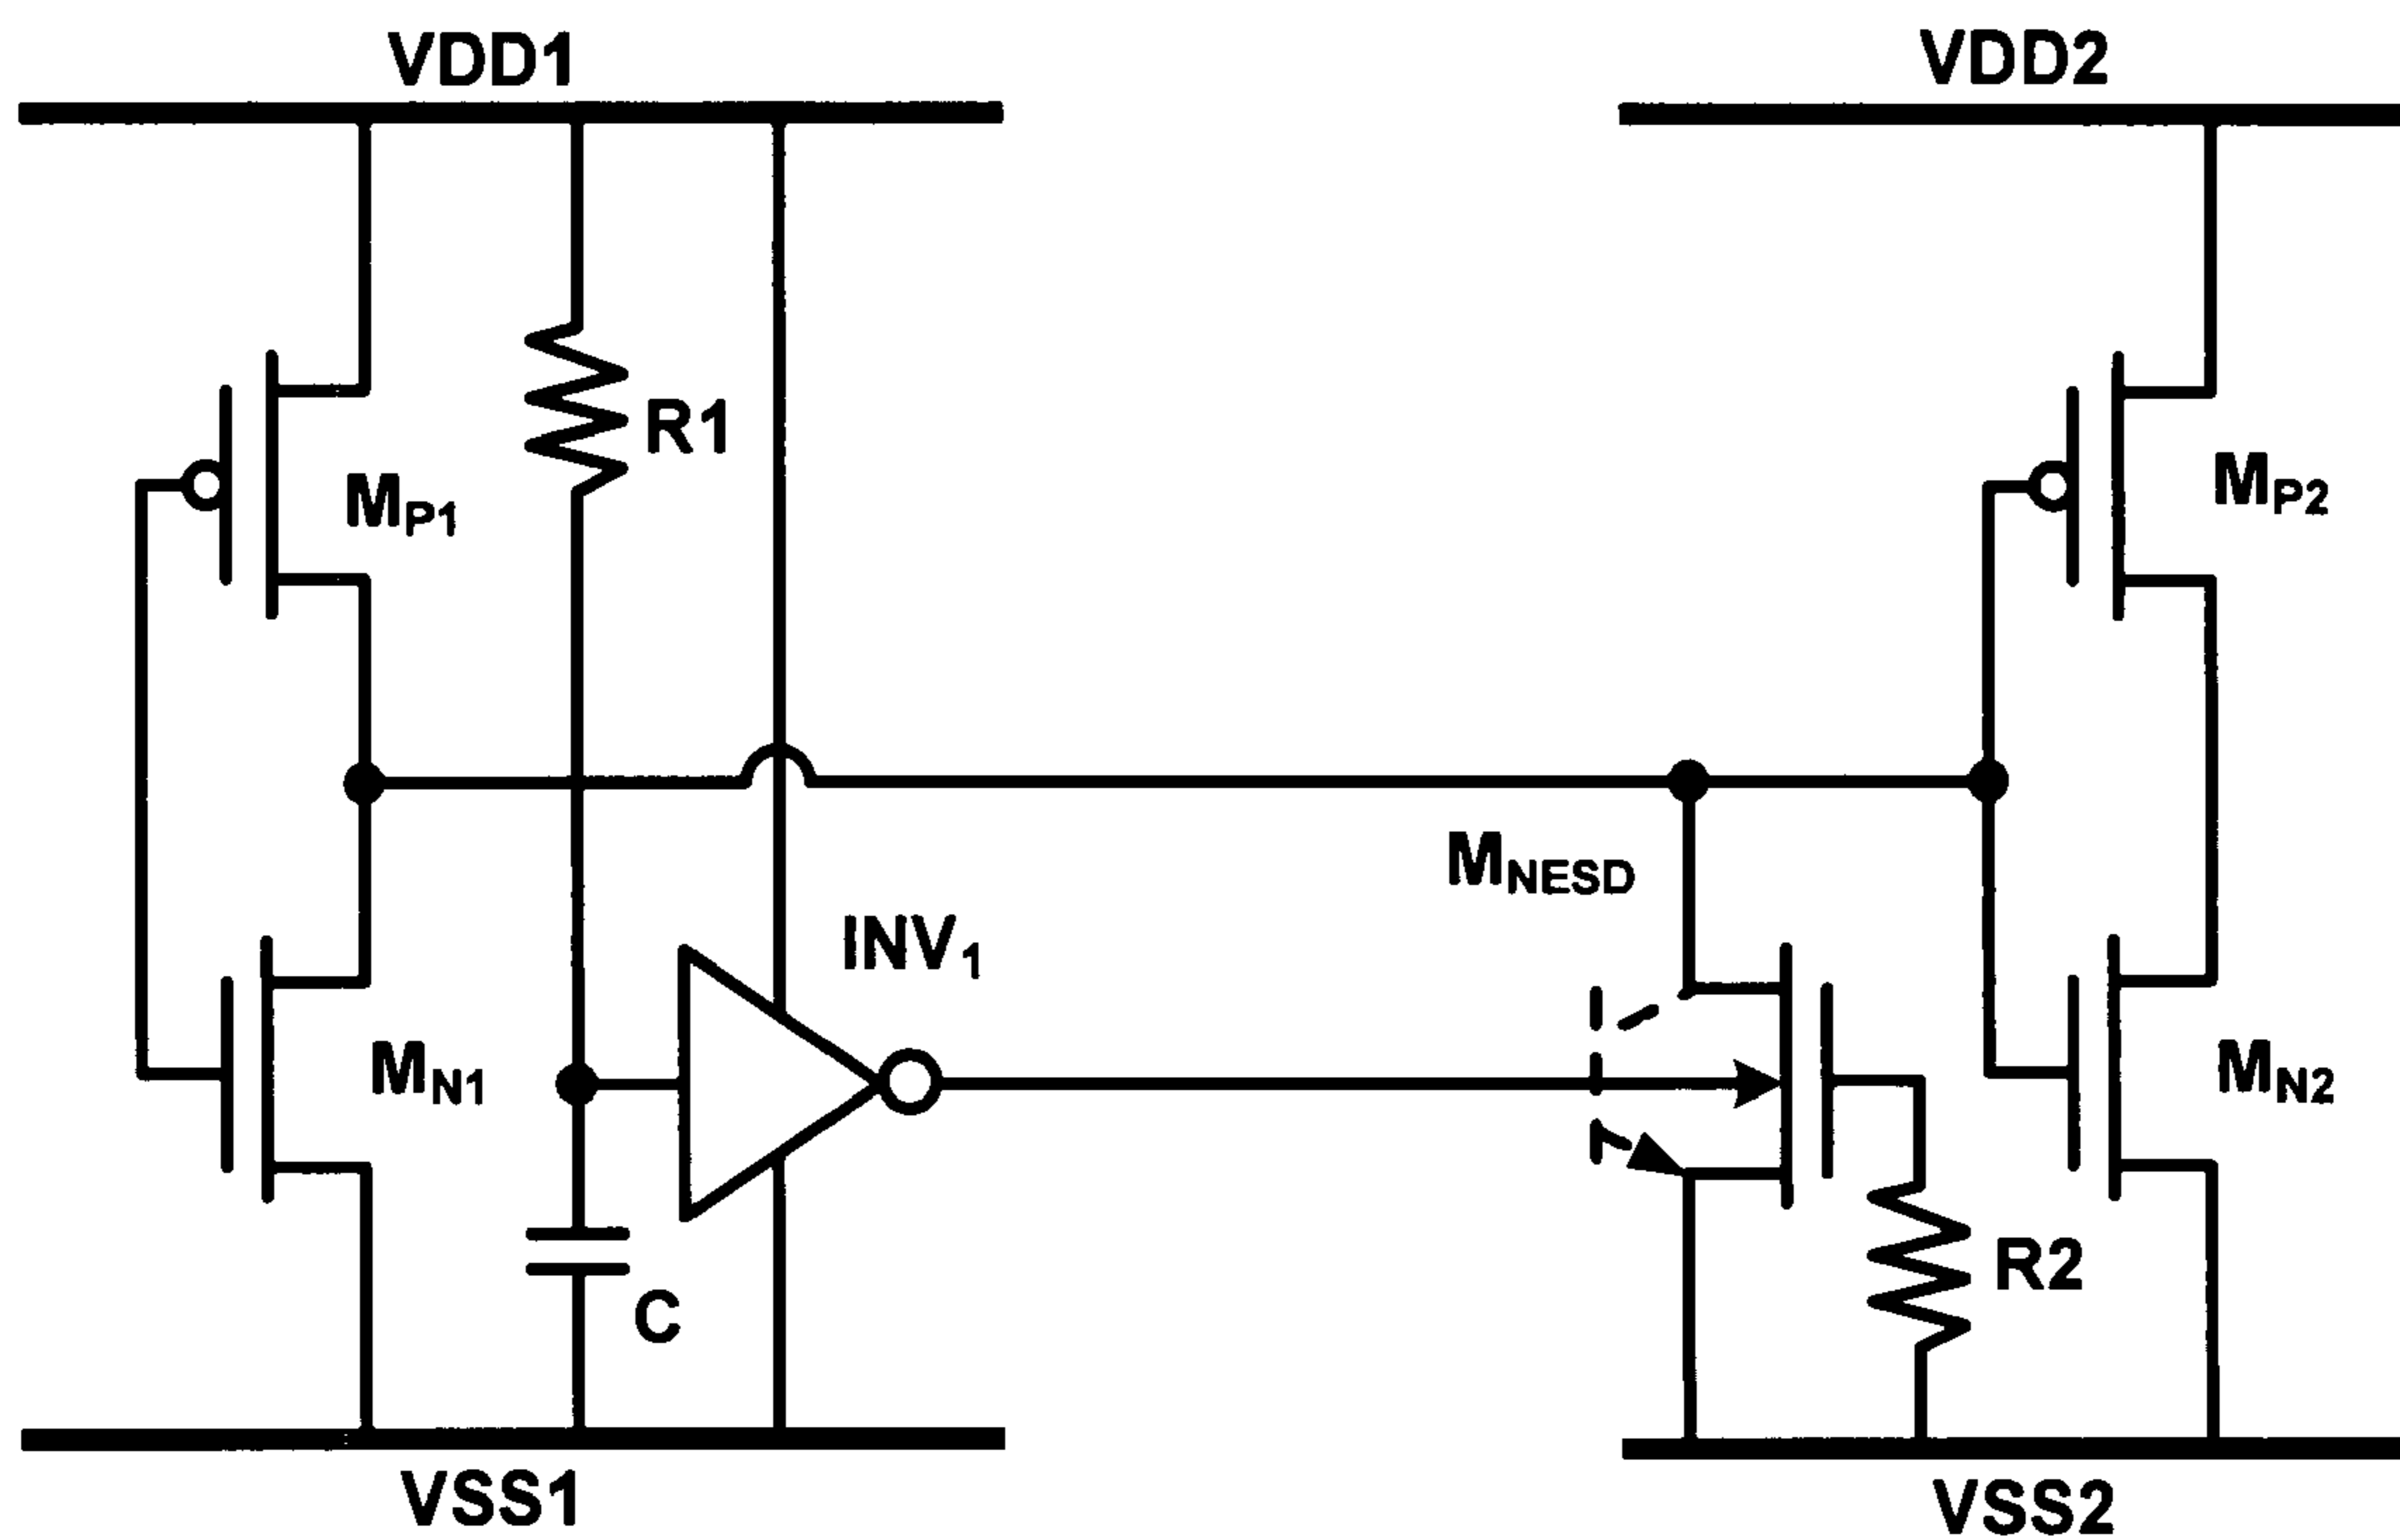 VDD1
VDD2
R1
MP1
MP2
MNESD
INV1
MN1
MN2
R2
C
VSS1
VSS2